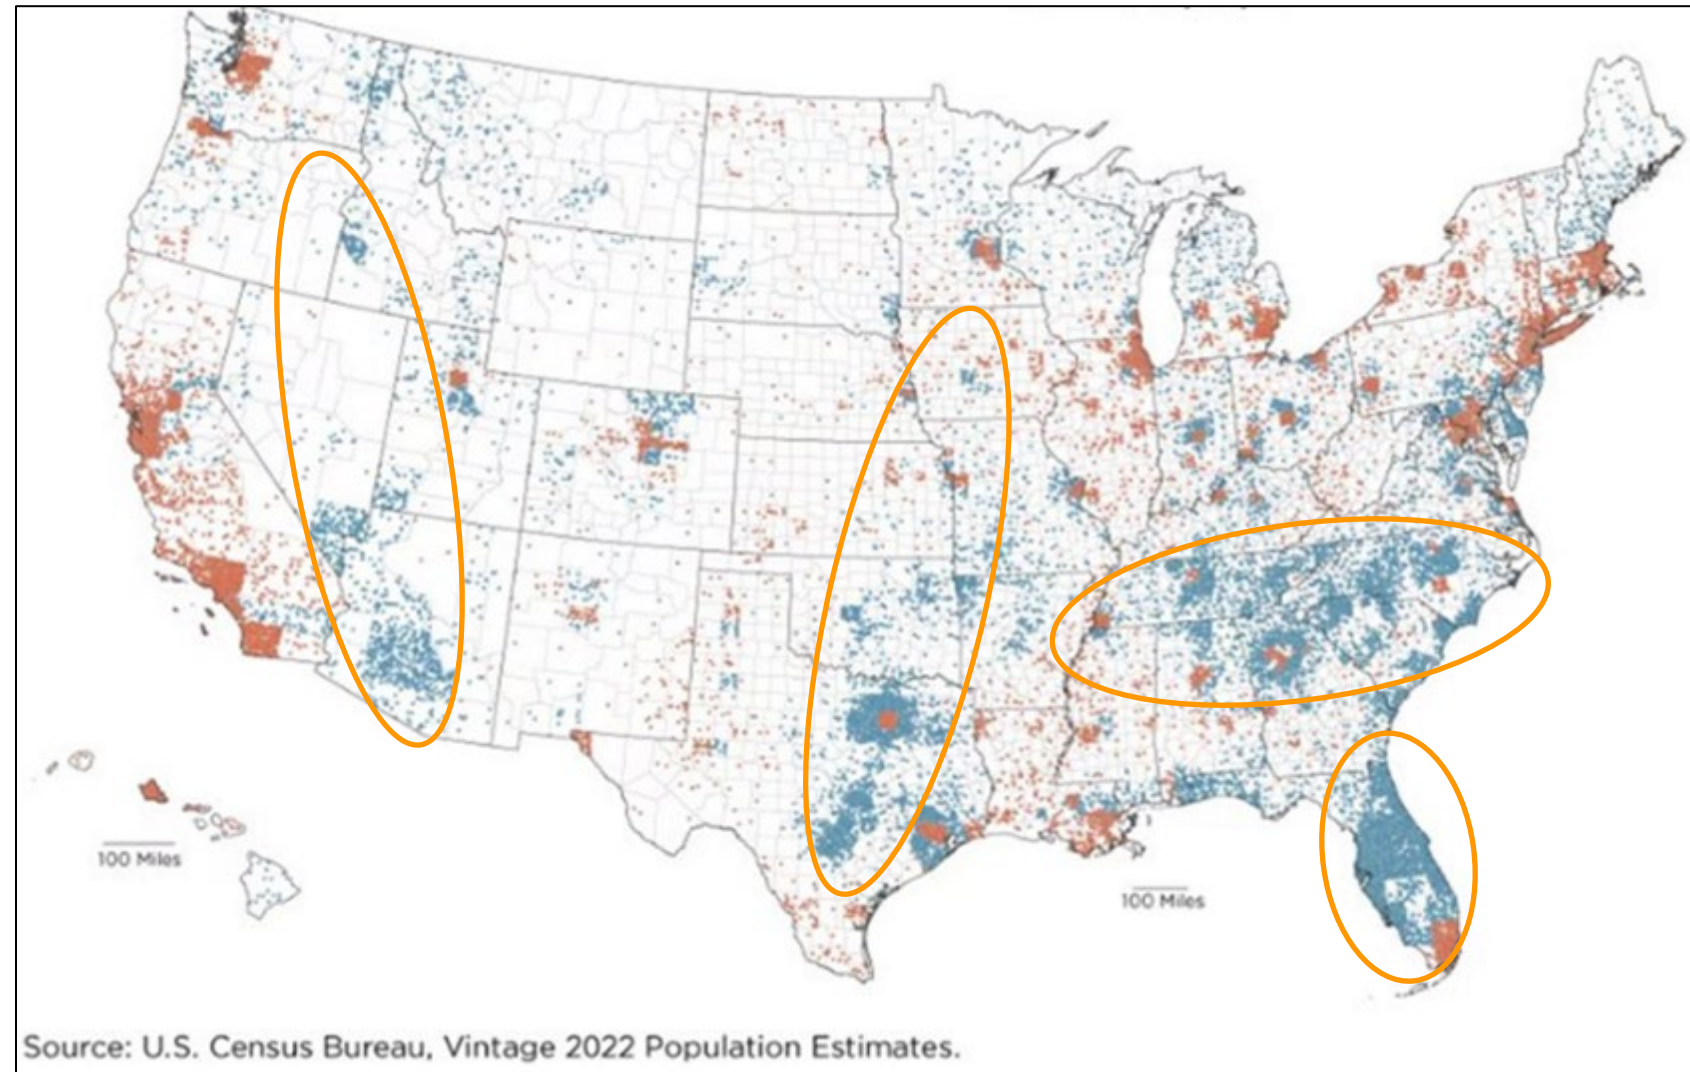 100 Miles
100 Miles
Source: U.S. Census Bureau, Vintage 2022 Population Estimates.